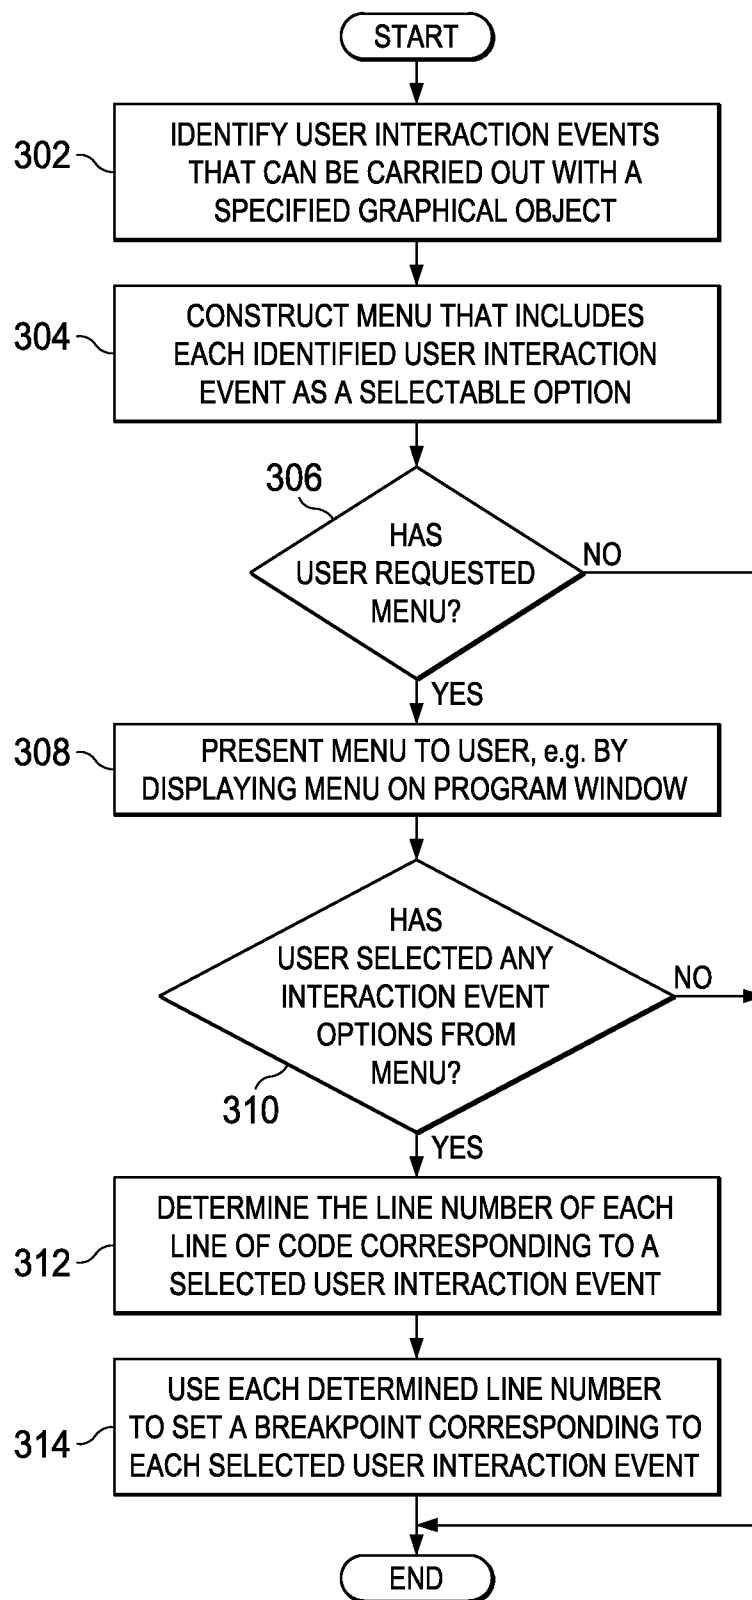 START
302
IDENTIFY USER INTERACTION EVENTS
THAT CAN BE CARRIED OUT WITH A
SPECIFIED GRAPHICAL OBJECT
304
CONSTRUCT MENU THAT INCLUDES
EACH IDENTIFIED USER INTERACTION
EVENT AS A SELECTABLE OPTION
306
HAS
USER REQUESTED
MENU?
NO
YES
308
PRESENT MENU TO USER, e.g. BY
DISPLAYING MENU ON PROGRAM WINDOW
HAS
USER SELECTED ANY
INTERACTION EVENT
OPTIONS FROM
MENU?
NO
310
YES
312
DETERMINE THE LINE NUMBER OF EACH
LINE OF CODE CORRESPONDING TO A
SELECTED USER INTERACTION EVENT
314
USE EACH DETERMINED LINE NUMBER
TO SET A BREAKPOINT CORRESPONDING TO
EACH SELECTED USER INTERACTION EVENT
END